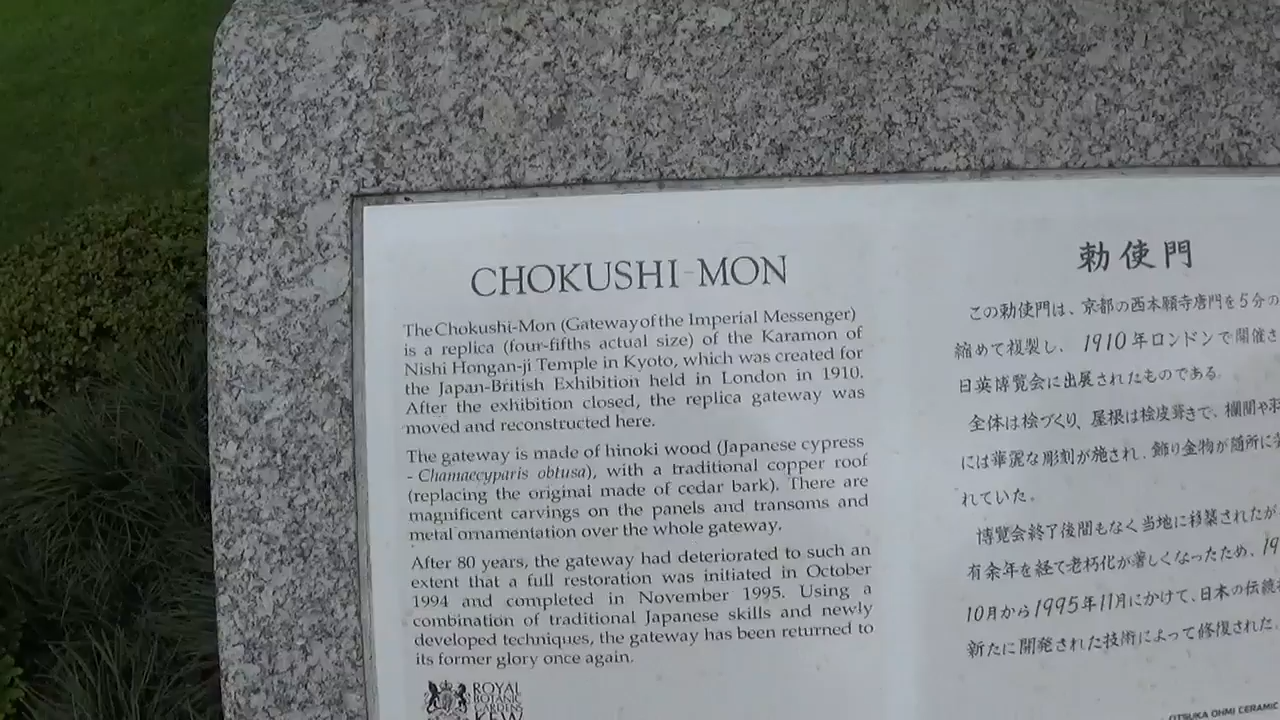 CHOKUSHI-MON
The Chokushi-Mon (Gateway of the Imperial Messenger)
is a replica (four-fifths actual size) of the Karamon of
Nishi Hongan-ji Temple in Kyoto, which was created for
the Japan-British Exhibition held in London in 1910.
After the exhibition closed, the replica gateway was
moved and reconstructed here.
The gateway is made of hinoki wood (Japanese cypress
- Chamaecyparis obtusa), with a traditional copper roof
(replacing the original made of cedar bark). There are
magnificent carvings on the panels and transoms and
metal ornamentation over the whole gateway.
After 80 years, the gateway had deteriorated to such an
extent that a full restoration was initiated in October
1994 and completed in November 1995. Using a
combination of traditional Japanese skills and newly
developed techniques, the gateway has been returned to
its former glory once again.
ROYAL
BOTANIC
GARDENS
KEW
勅使門
この勅使門は、京都の西本願寺唐門を5分の
縮めて複製し、1910年ロンドンで開催さ
日英博覧会に出展されたものである。
全体は桧づくり、屋根は桧皮葺きで、欄間や
には華麗な彫刻が施され、飾り金物が随所に
れていた。
博覧会終了後間もなく当地に移築されたが
有余年を経て老朽化が著しくなったため、19
10月から1995年11月にかけて、日本の伝統
新たに開発された技術によって修復された。
OTSUKA OHMI CERAMIC